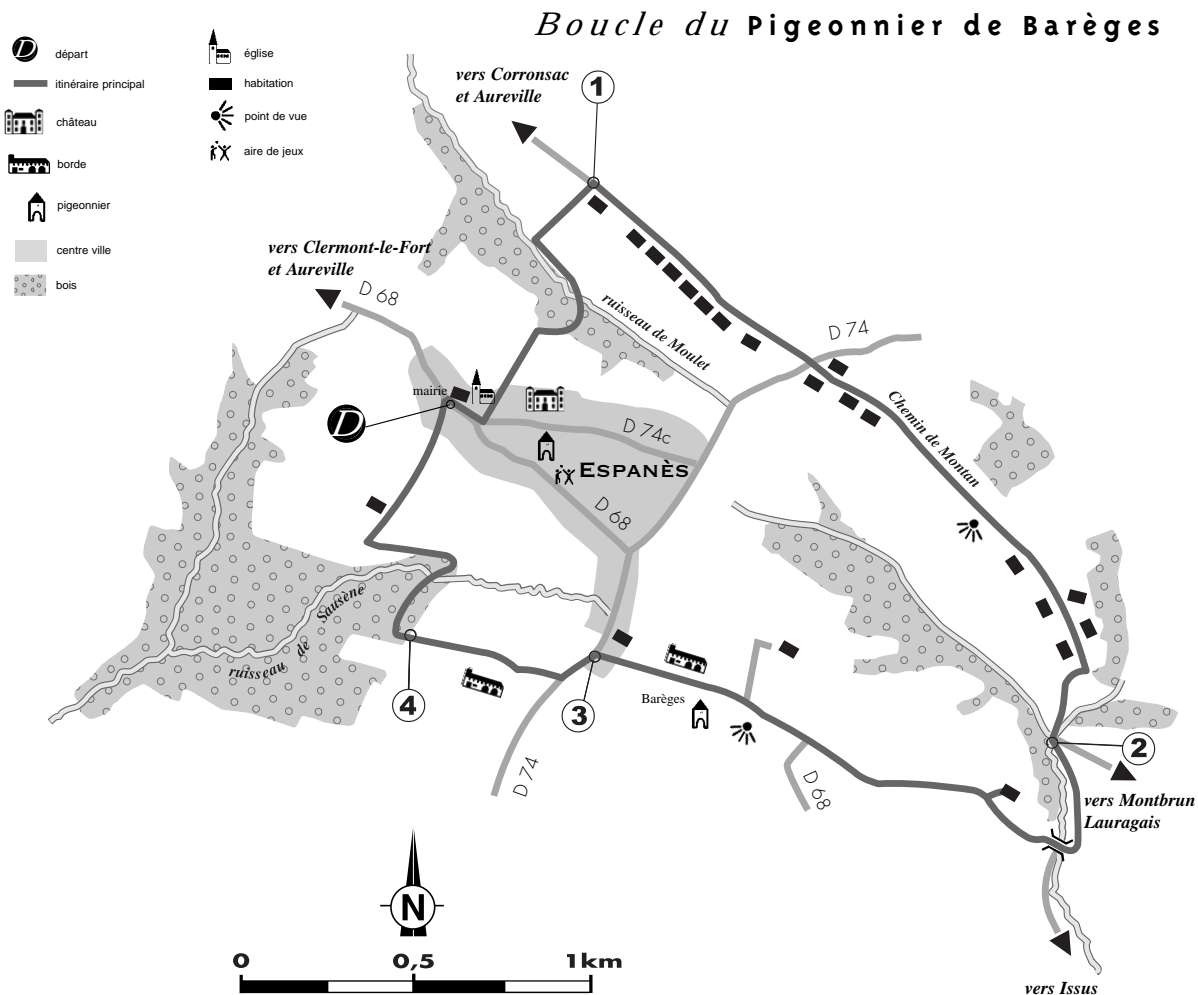 Boucle du Pigeonnier de Barèges
D
départ
itinéraire principal
château
borde
pigeonnier
centre ville
bois
église
habitation
point de vue
aire de jeux
vers Corronsac
et Aureville
1
vers Clermont-le-Fort
et Aureville
D 68
ruisseau de Moulet
D 74
mairie
D
D 74c
ESPANÈS
D 68
Chemin de Montan
ruisseau de Sausène
4
3
Barèges
D 74
D 68
2
vers Montbrun
Lauragais
N
0 0,5 1km
vers Issus